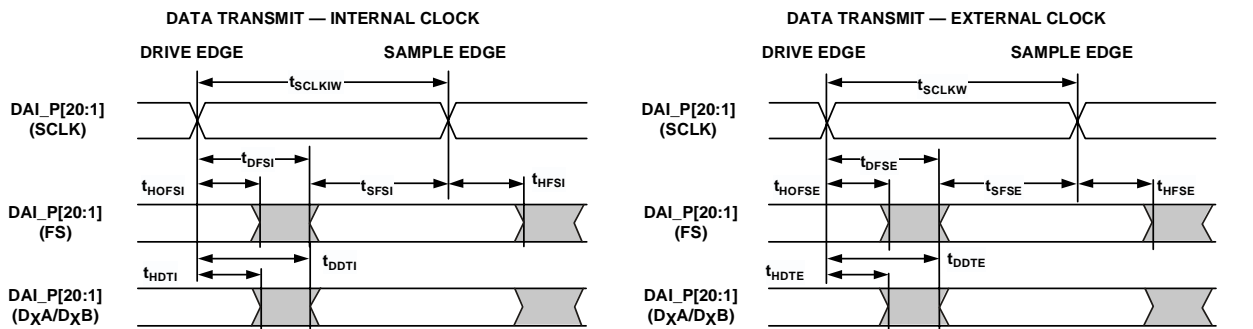 DATA TRANSMIT — INTERNAL CLOCK
DRIVE EDGE
SAMPLE EDGE
tSCLKIW
DAI_P[20:1]
(SCLK)
tDFSI
tHOFSI
tSFSI
tHFSI
DAI_P[20:1]
(FS)
tDDTI
tHDTI
DAI_P[20:1]
(DXA/DXB)
DATA TRANSMIT — EXTERNAL CLOCK
DRIVE EDGE
SAMPLE EDGE
tSCLKW
DAI_P[20:1]
(SCLK)
tDFSE
tHOFSE
tSFSE
tHFSE
DAI_P[20:1]
(FS)
tDDTE
tHDTE
DAI_P[20:1]
(DXA/DXB)